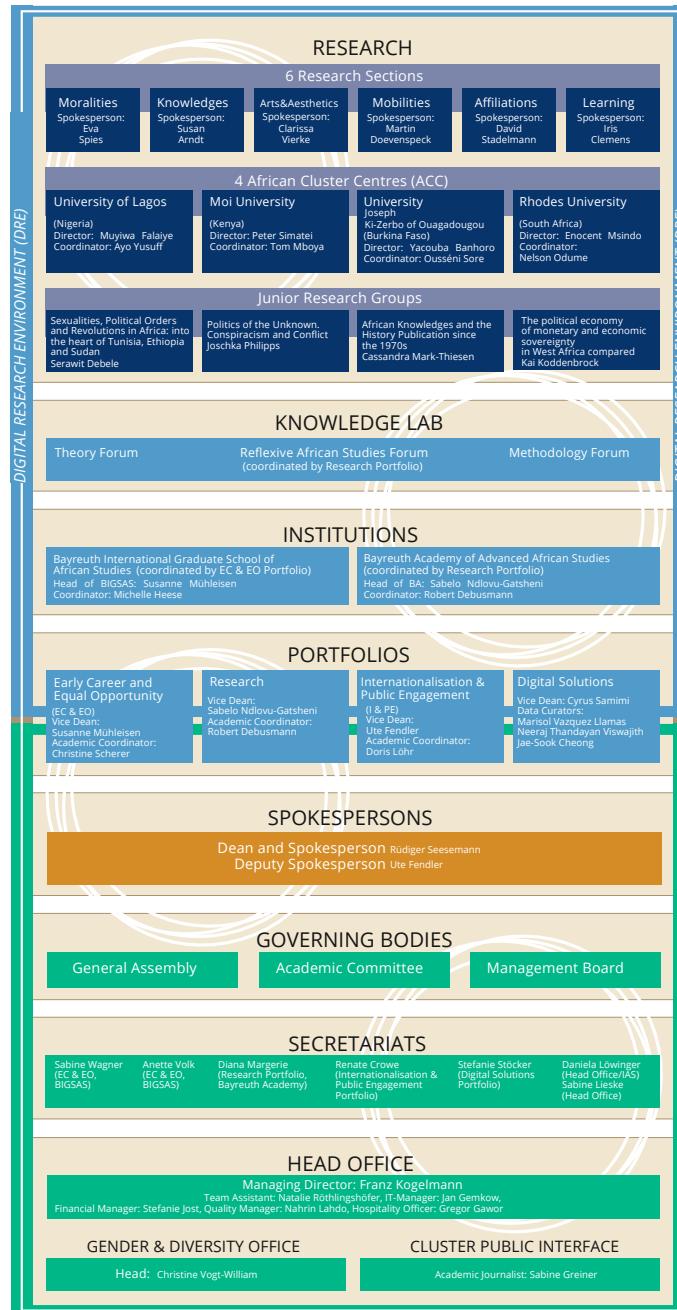 DIGITAL RESEARCH ENVIRONMENT (DRE)
RESEARCH
6 Research Sections
Moralities
Spokesperson:
Eva
Spies
Knowledges
Spokesperson:
Susan
Arndt
Arts&Aesthetics
Spokesperson:
Clarissa
Vierke
Mobilities
Spokesperson:
Martin
Doevenspeck
Affiliations
Spokesperson:
David
Stadelmann
Learning
Spokesperson:
Iris
Clemens
4 African Cluster Centres (ACC)
University of Lagos
(Nigeria)
Director: Muyiwa Falaiye
Coordinator: Ayo Yusuff
Moi University
(Kenya)
Director: Peter Simatei
Coordinator: Tom Mboya
University
Joseph
Ki-Zerbo of Ouagadougou
(Burkina Faso)
Director: Yacouba Banhoro
Coordinator: Ousséni Sore
Rhodes University
(South Africa)
Director: Enocent Msindo
Coordinator:
Nelson Odume
Junior Research Groups
Sexualities, Political Orders
and Revolutions in Africa: into
the heart of Tunisia, Ethiopia
and Sudan
Serawit Debele
Politics of the Unknown.
Conspiracism and Conflict
Joschka Philipps
African Knowledges and the
History Publication since
the 1970s
Cassandra Mark-Thiesen
The political economy
of monetary and economic
sovereignty
in West Africa compared
Kai Koddenbrock
KNOWLEDGE LAB
Theory Forum
Reflexive African Studies Forum
(coordinated by Research Portfolio)
Methodology Forum
INSTITUTIONS
Bayreuth International Graduate School of
African Studies (coordinated by EC & EO Portfolio)
Head of BIGSAS: Susanne Mühleisen
Coordinator: Michelle Heese
Bayreuth Academy of Advanced African Studies
(coordinated by Research Portfolio)
Head of BA: Sabelo Ndlovu-Gatsheni
Coordinator: Robert Debusmann
PORTFOLIOS
Early Career and
Equal Opportunity
(EC & EO)
Vice Dean:
Susanne Mühleisen
Academic Coordinator:
Christine Scherer
Research
Vice Dean:
Sabelo Ndlovu-Gatsheni
Academic Coordinator:
Robert Debusmann
Internationalisation &
Public Engagement
(I & PE)
Vice Dean:
Ute Fendler
Academic Coordinator:
Doris Löhr
Digital Solutions
Vice Dean: Cyrus Samimi
Data Curators:
Marisol Vazquez Llamas
Neeraj Thandayan Viswajith
Jae-Sook Cheong
SPOKESPERSONS
Dean and Spokesperson Rüdiger Seesemann
Deputy Spokesperson Ute Fendler
GOVERNING BODIES
General Assembly
Academic Committee
Management Board
SECRETARIATS
Sabine Wagner
(EC & EO,
BIGSAS)
Anette Volk
(EC & EO,
BIGSAS)
Diana Margerie
(Research Portfolio,
Bayreuth Academy)
Renate Crowe
(Internationalisation &
Public Engagement
Portfolio)
Stefanie Stöcker
(Digital Solutions
Portfolio)
Daniela Löwinger
(Head Office/IAS)
Sabine Lieske
(Head Office)
HEAD OFFICE
Managing Director: Franz Kogelmann
Team Assistant: Natalie Röthlingshöfer, IT-Manager: Jan Gemkow,
Financial Manager: Stefanie Jost, Quality Manager: Nahrin Lahdo, Hospitality Officer: Gregor Gawor
GENDER & DIVERSITY OFFICE
Head: Christine Vogt-William
CLUSTER PUBLIC INTERFACE
Academic Journalist: Sabine Greiner